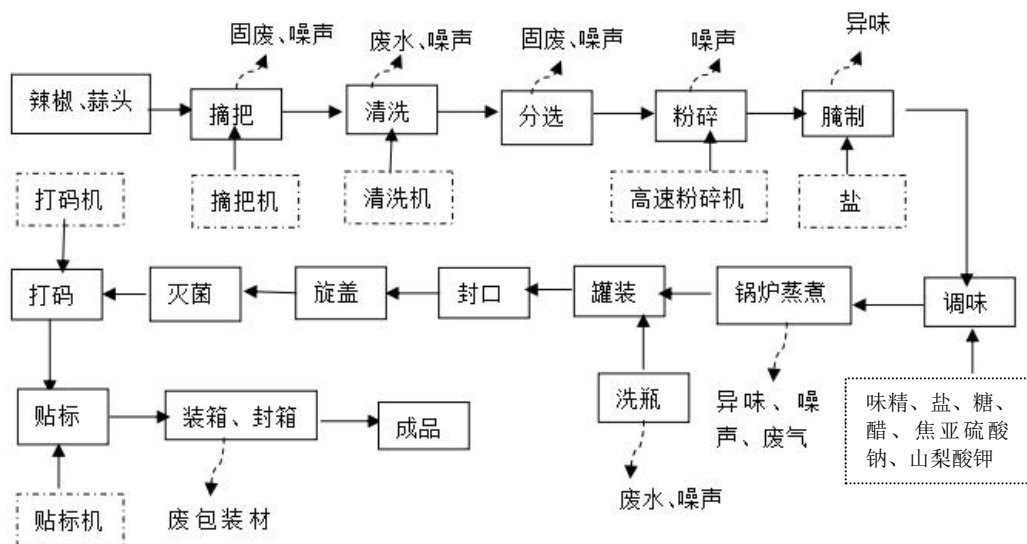 固废、噪声
废水、噪声
固废、噪声
噪声
异味
辣椒、蒜头
摘把
清洗
分选
粉碎
腌制
打码机
摘把机
清洗机
高速粉碎机
盐
打码
灭菌
旋盖
封口
罐装
锅炉蒸煮
调味
贴标
装箱、封箱
成品
洗瓶
异味、噪
声、废气
味精、盐、糖、
醋、焦亚硫酸
钠、山梨酸钾
贴标机
废包装材
废水、噪声